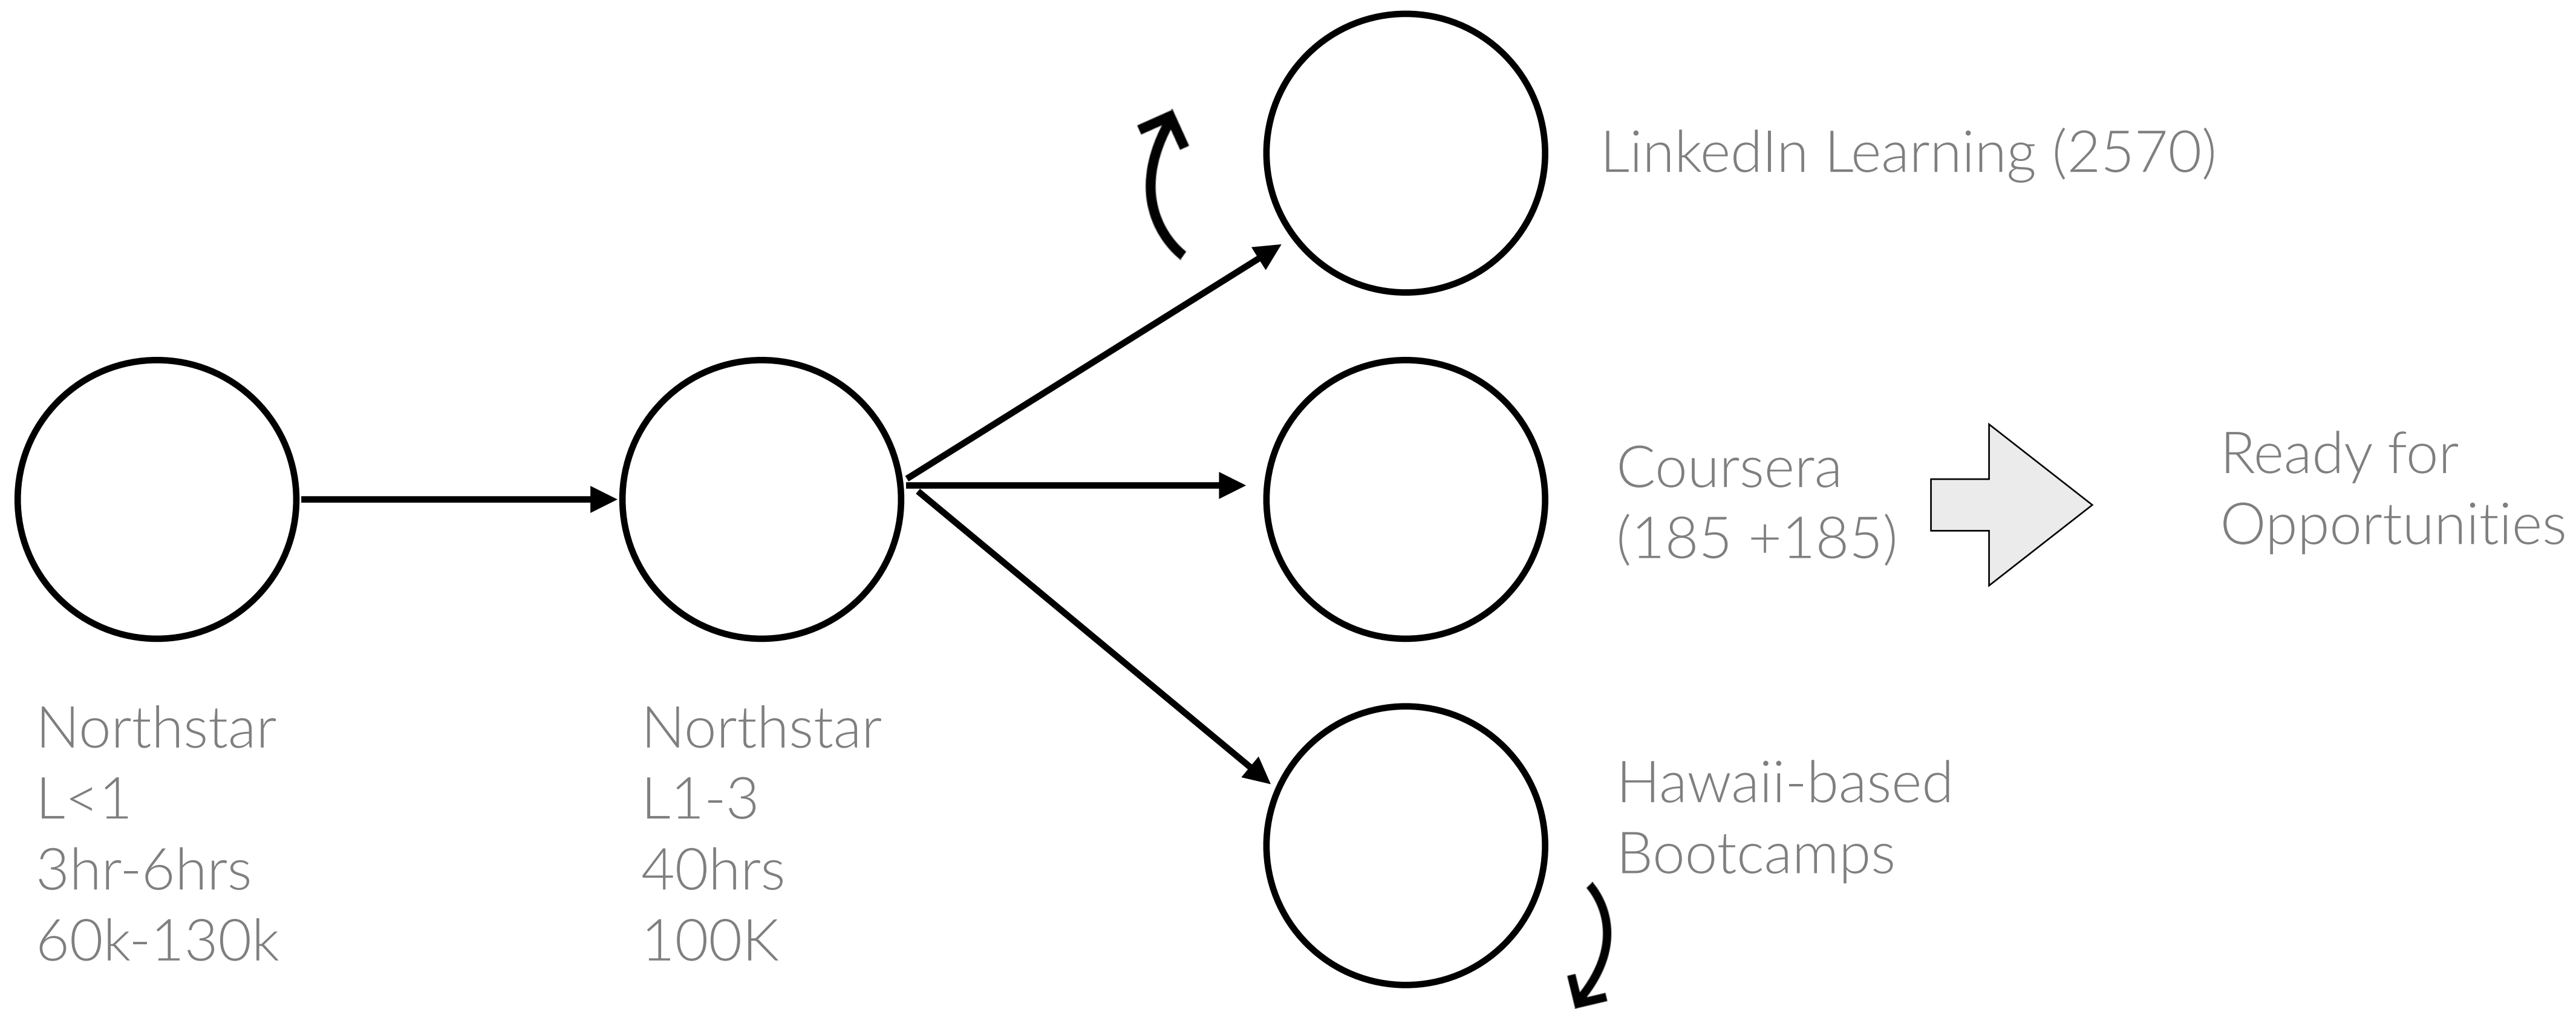 LinkedIn Learning (2570)
Coursera
(185 +185)
Ready for
Opportunities
Northstar
L<1
3hr-6hrs
60k-130k
Northstar
L1-3
40hrs
100K
Hawaii-based
Bootcamps